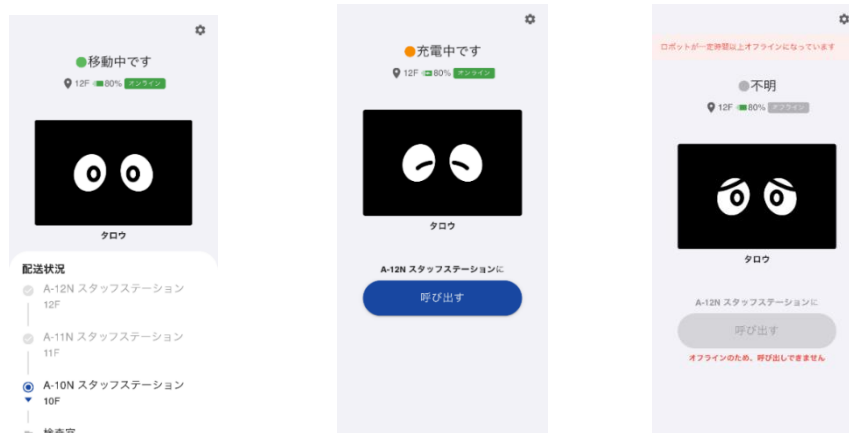 移動中です
12F 80% オンライン
タロウ
配送状況
A-12N スタッフステーション
12F
A-11N スタッフステーション
11F
A-10N スタッフステーション
10F
充電中です
12F 80% オンライン
タロウ
A-12N スタッフステーションに
呼び出す
ロボットが一定時間以上オフラインになっています
不明
12F 80% オフライン
タロウ
A-12N スタッフステーションに
呼び出す
オフラインのため、呼び出しできません